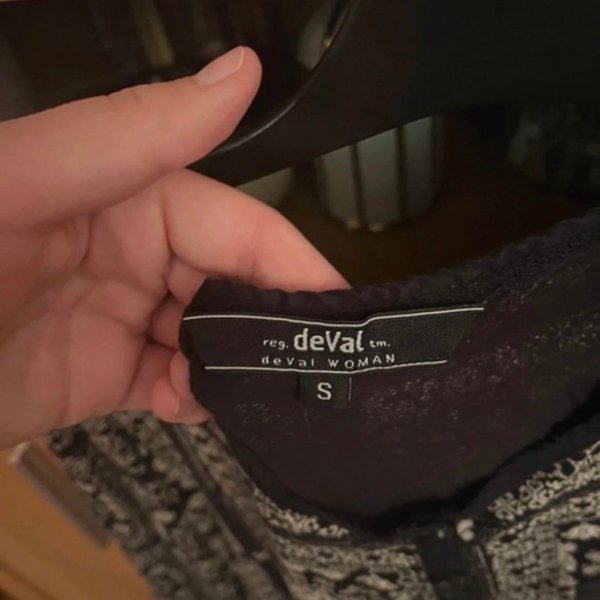 reg. deVal tm.
deVal WOMAN
S